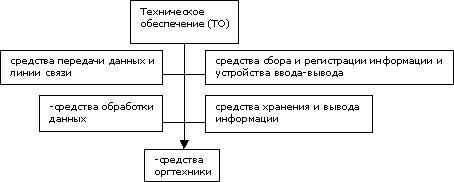 Техническое
обеспечение (ТО)
средства передачи данных и
линии связи
средства сбора и регистрации информации и
устройства ввода-вывода
-средства обработки
данных
средства хранения и вывода
информации
-средства
оргтехники